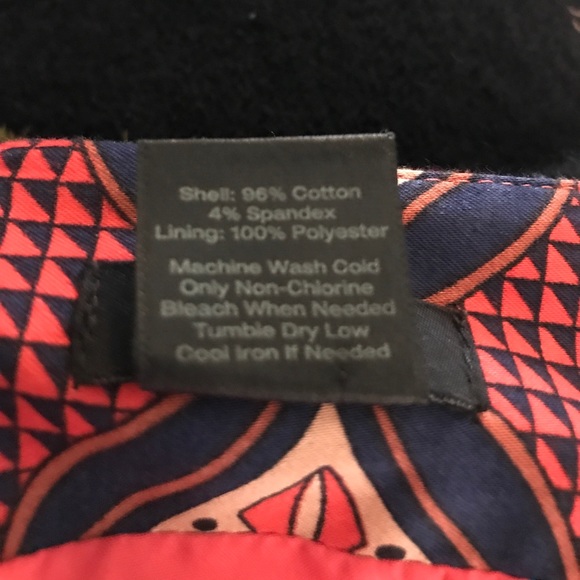 Shell: 96% Cotton
4% Spandex
Lining: 100% Polyester
Machine Wash Cold
Only Non-Chlorine
Bleach When Needed
Tumble Dry Low
Cool Iron If Needed